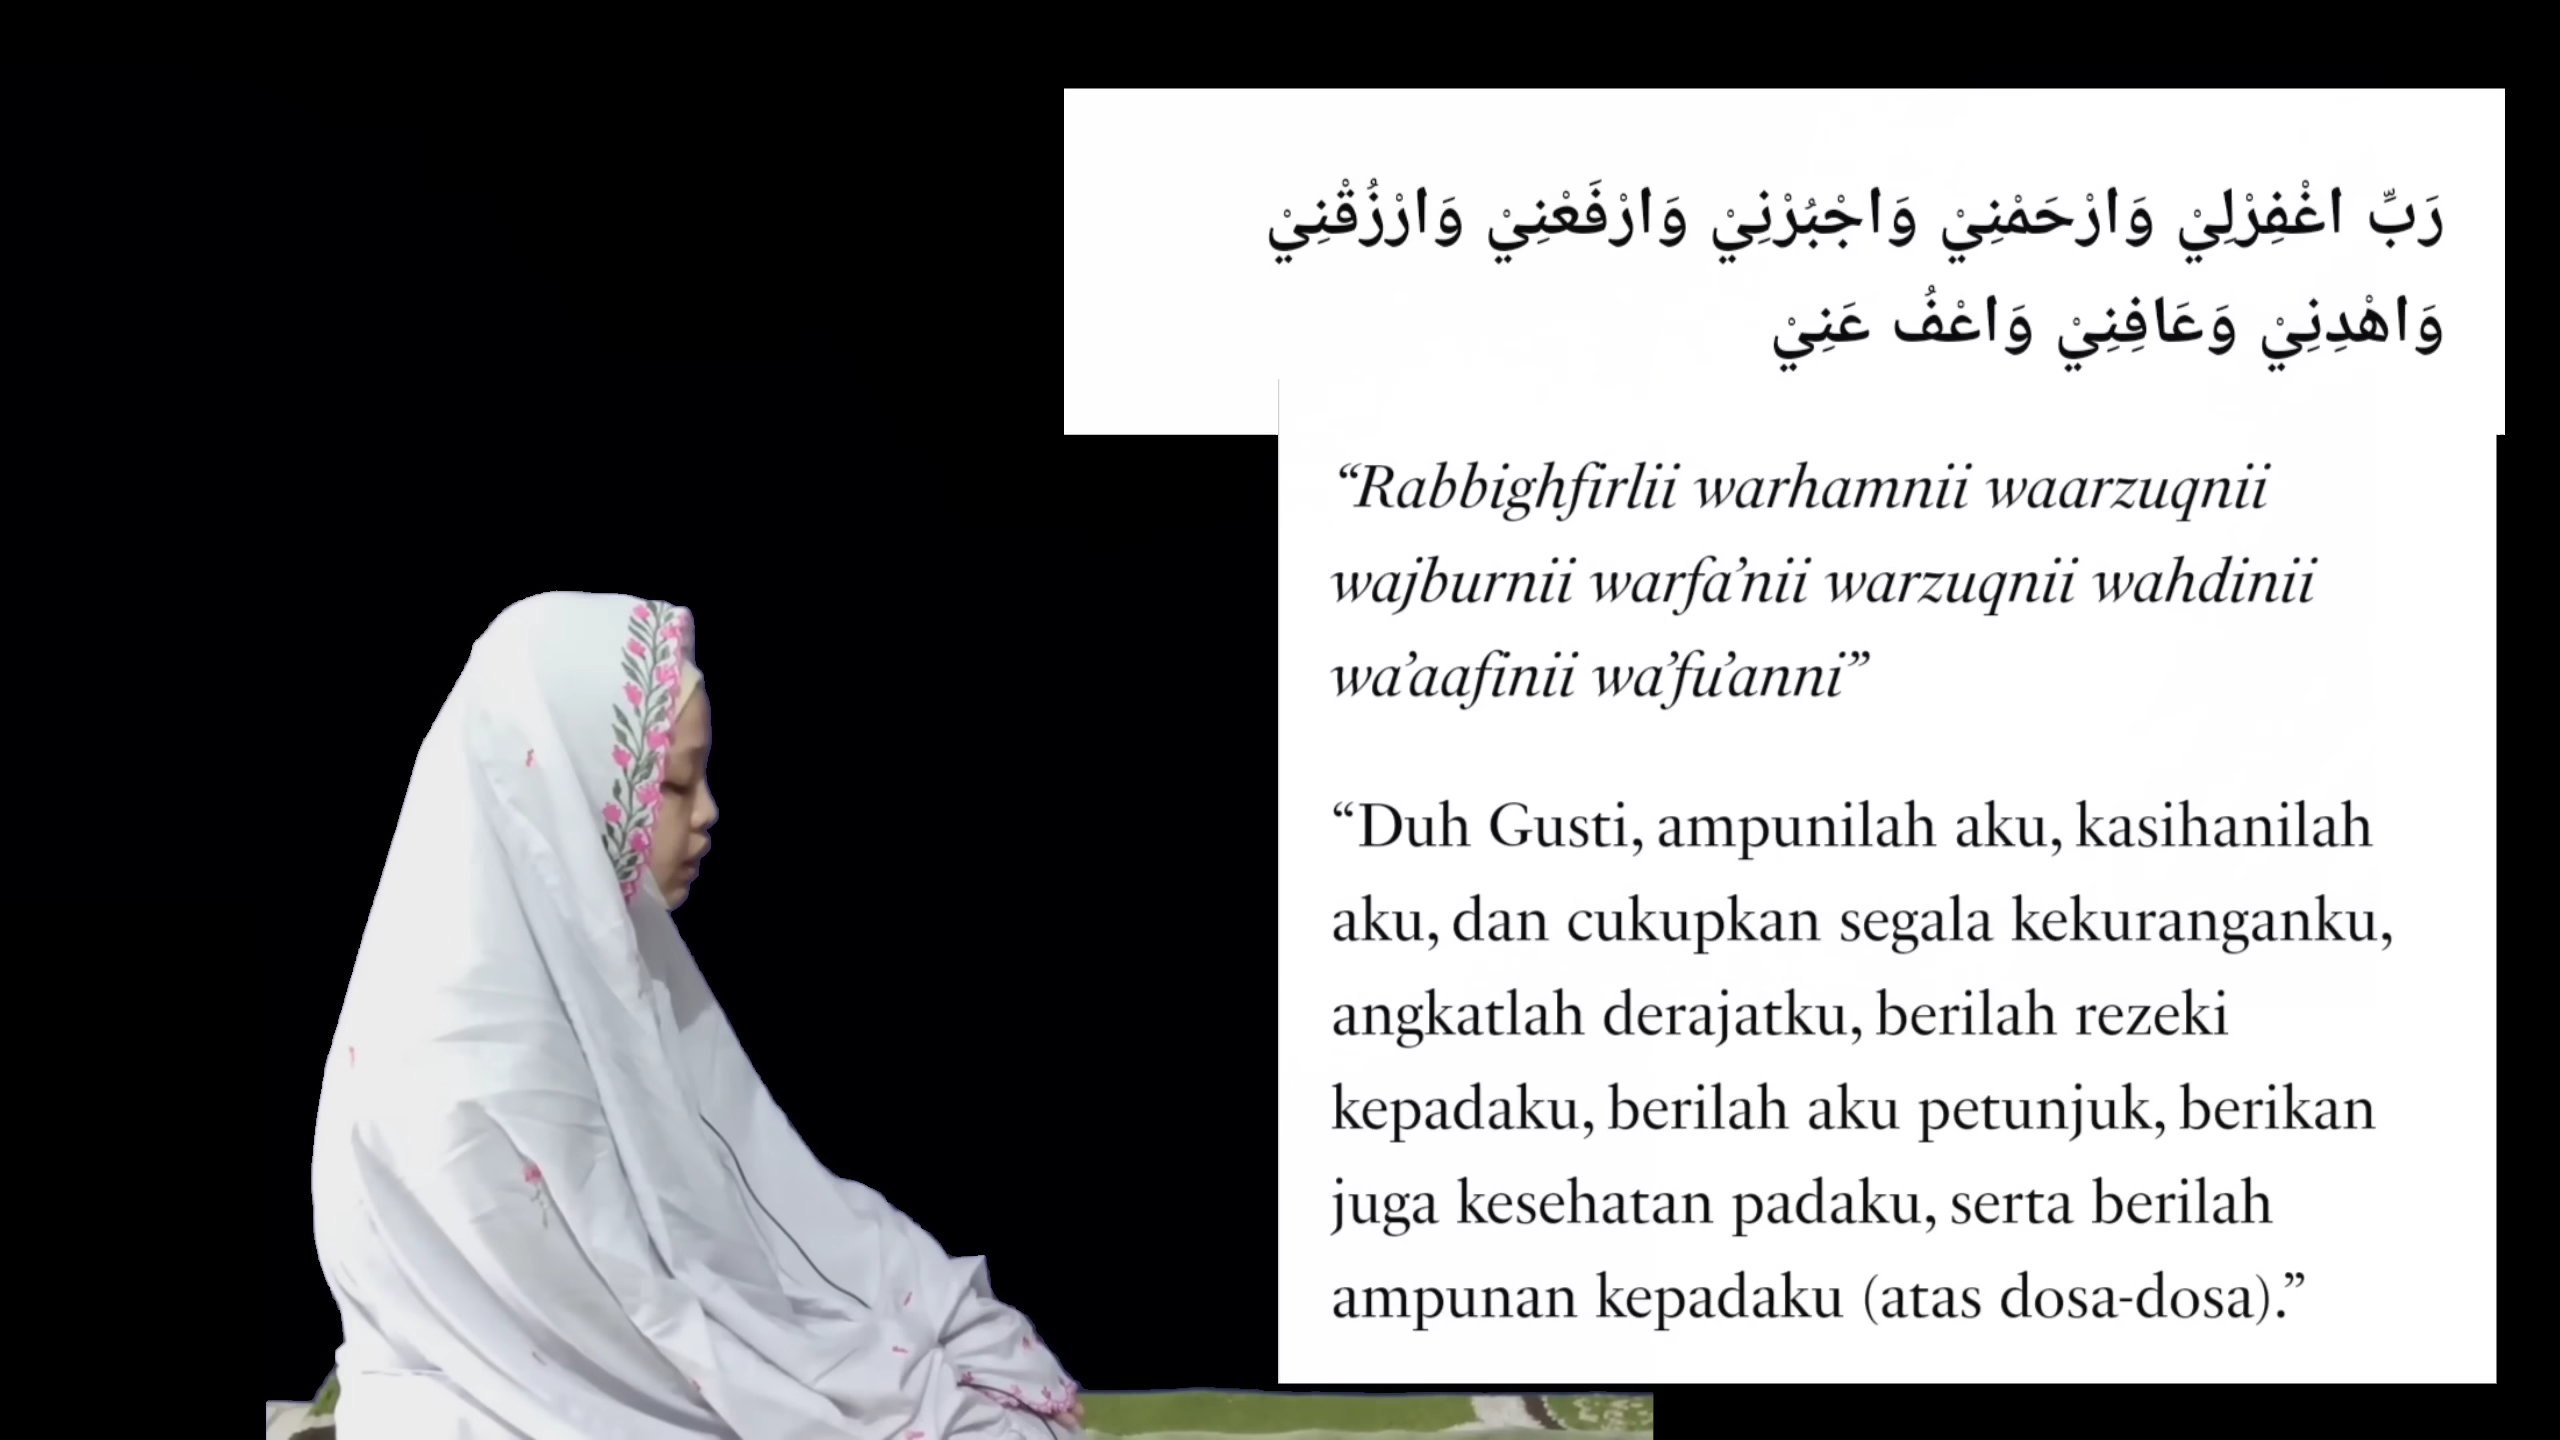 رَبِّ اغْفِرْلِيْ وَارْحَمْنِيْ وَاجْبُرْنِيْ وَارْفَعْنِيْ وَارْزُقْنِيْ
وَاهْدِنِيْ وَعَافِنِيْ وَاعْفُ عَنِيْ
“Rabbighfirlii warhamnii waarzuqnii
wajburnii warfa’nii warzuqnii wahdinii
wa’aafinii wa’fu’anni”
“Duh Gusti, ampunilah aku, kasihanilah
aku, dan cukupkan segala kekuranganku,
angkatlah derajatku, berilah rezeki
kepadaku, berilah aku petunjuk, berikan
juga kesehatan padaku, serta berilah
ampunan kepadaku (atas dosa-dosa).”